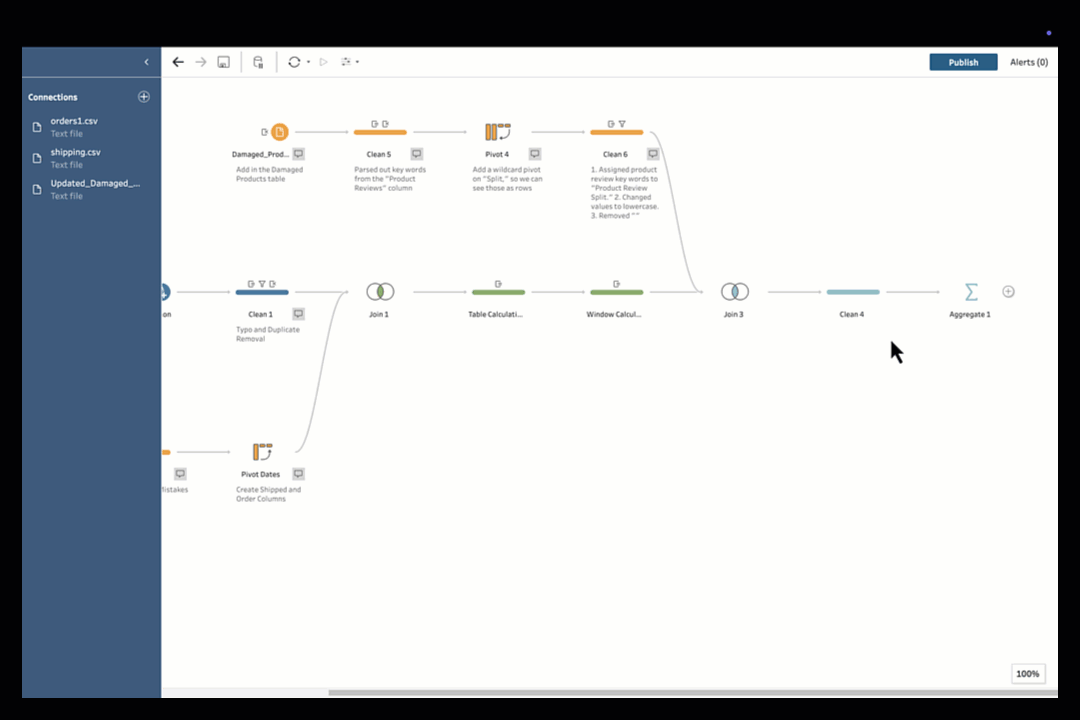 Publish
Alerts (0)
Connections
orders1.csv
Text file
shipping.csv
Text file
Updated_Damaged_...
Text file
Damaged_Prod...
Add in the Damaged
Products table
Clean 5
Parsed out key words
from the "Product
Reviews" column
Pivot 4
Add a wildcard pivot
on "Split," so we can
see those as rows
Clean 6
1. Assigned product
review key words to
"Product Review
Split." 2. Changed
values to lowercase.
3. Removed ""
on
Clean 1
Typo and Duplicate
Removal
Join 1
Table Calculati...
Window Calcul...
Join 3
Clean 4
Aggregate 1
listakes
Pivot Dates
Create Shipped and
Order Columns
100%